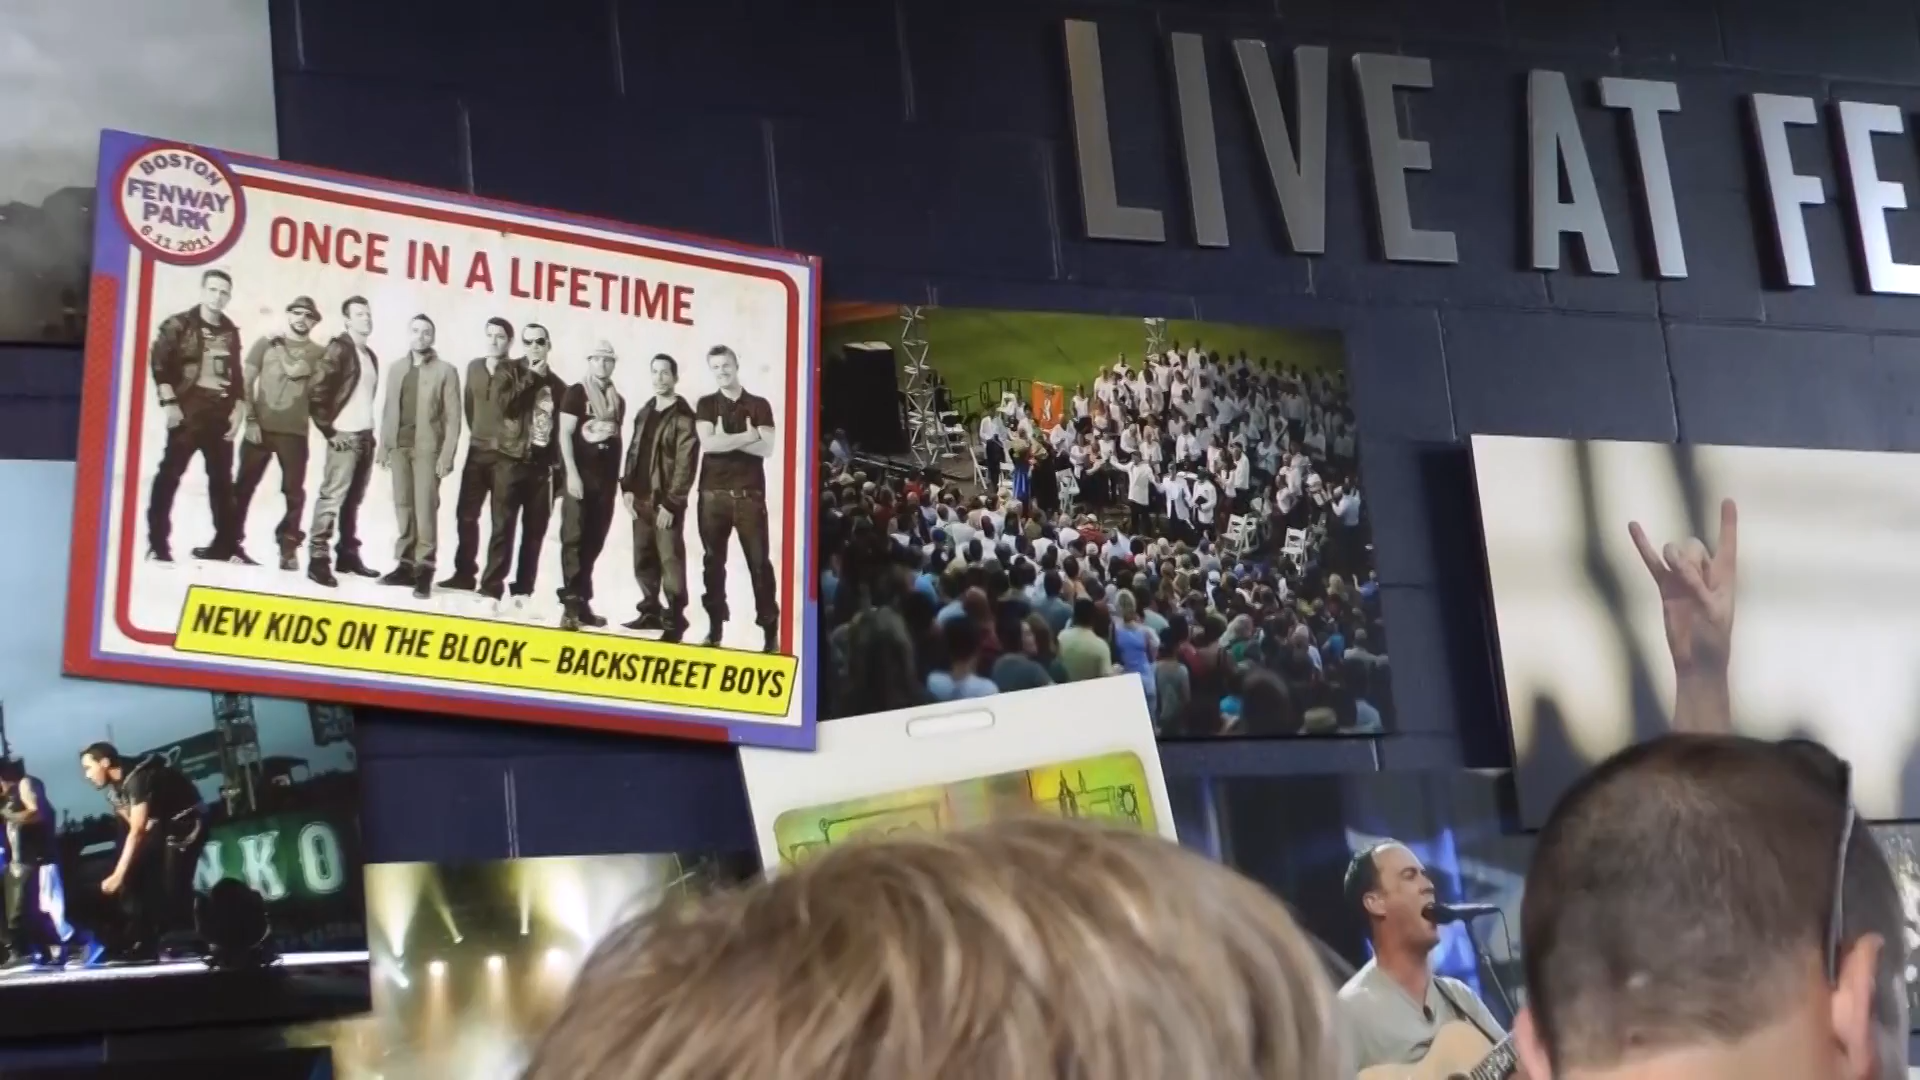 LIVE AT FE
BOSTON
FENWAY
PARK
6.11.2011
ONCE IN A LIFETIME
NEW KIDS ON THE BLOCK – BACKSTREET BOYS
NKO